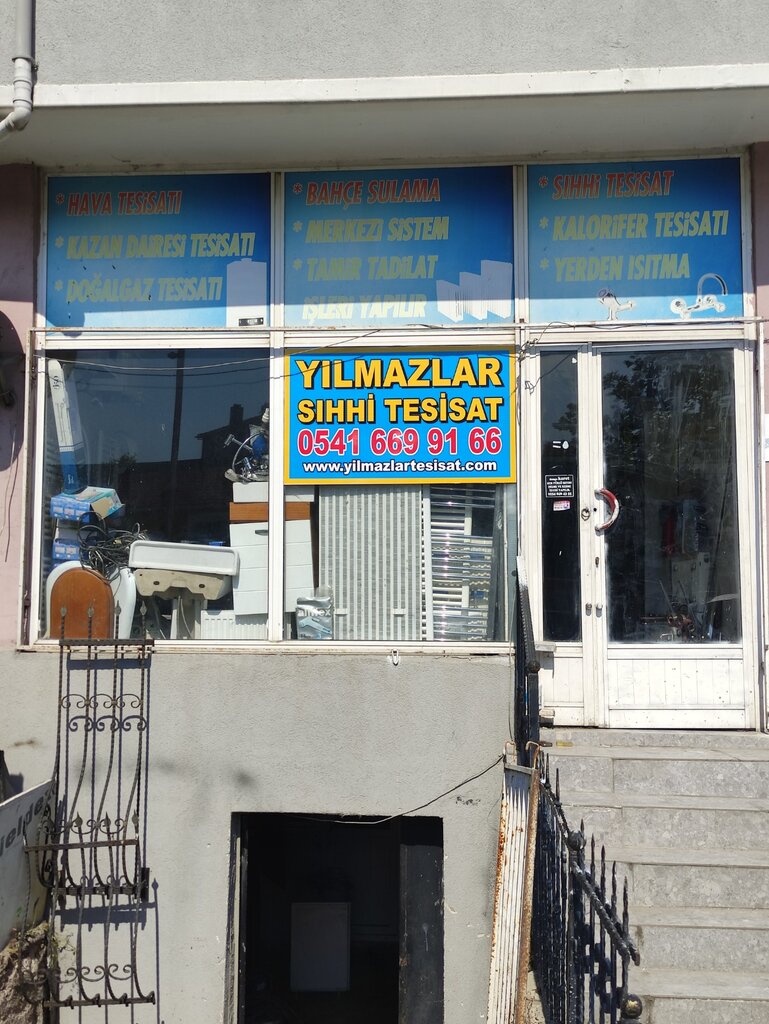 * HAVA TESİSATI
* KAZAN DAİRESİ TESİSATI
* DOĞALGAZ TESİSATI
* BAHÇE SULAMA
* MERKEZİ SİSTEM
* TAMİR TADİLAT
İŞLERİ YAPILIR
* SIHHİ TESİSAT
* KALORİFER TESİSATI
* YERDEN ISITMA
YILMAZLAR
SIHHİ TESİSAT
0541 669 91 66
www.yilmazlartesisat.com